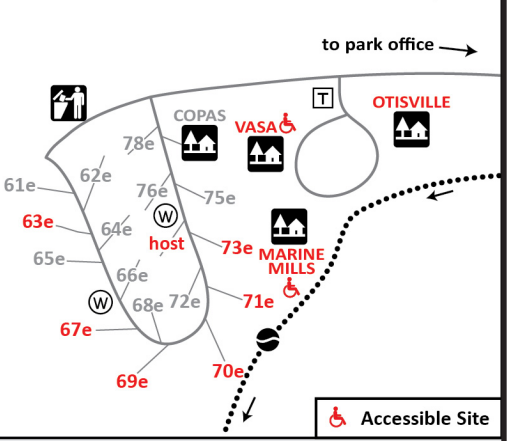 to park office
T
OTISVILLE
COPAS
VASA
78e
62e
61e
76e
75e
W
63e
64e
host
73e
MARINE
MILLS
65e
66e
71e
W
68e
72e
67e
70e
69e
Accessible Site